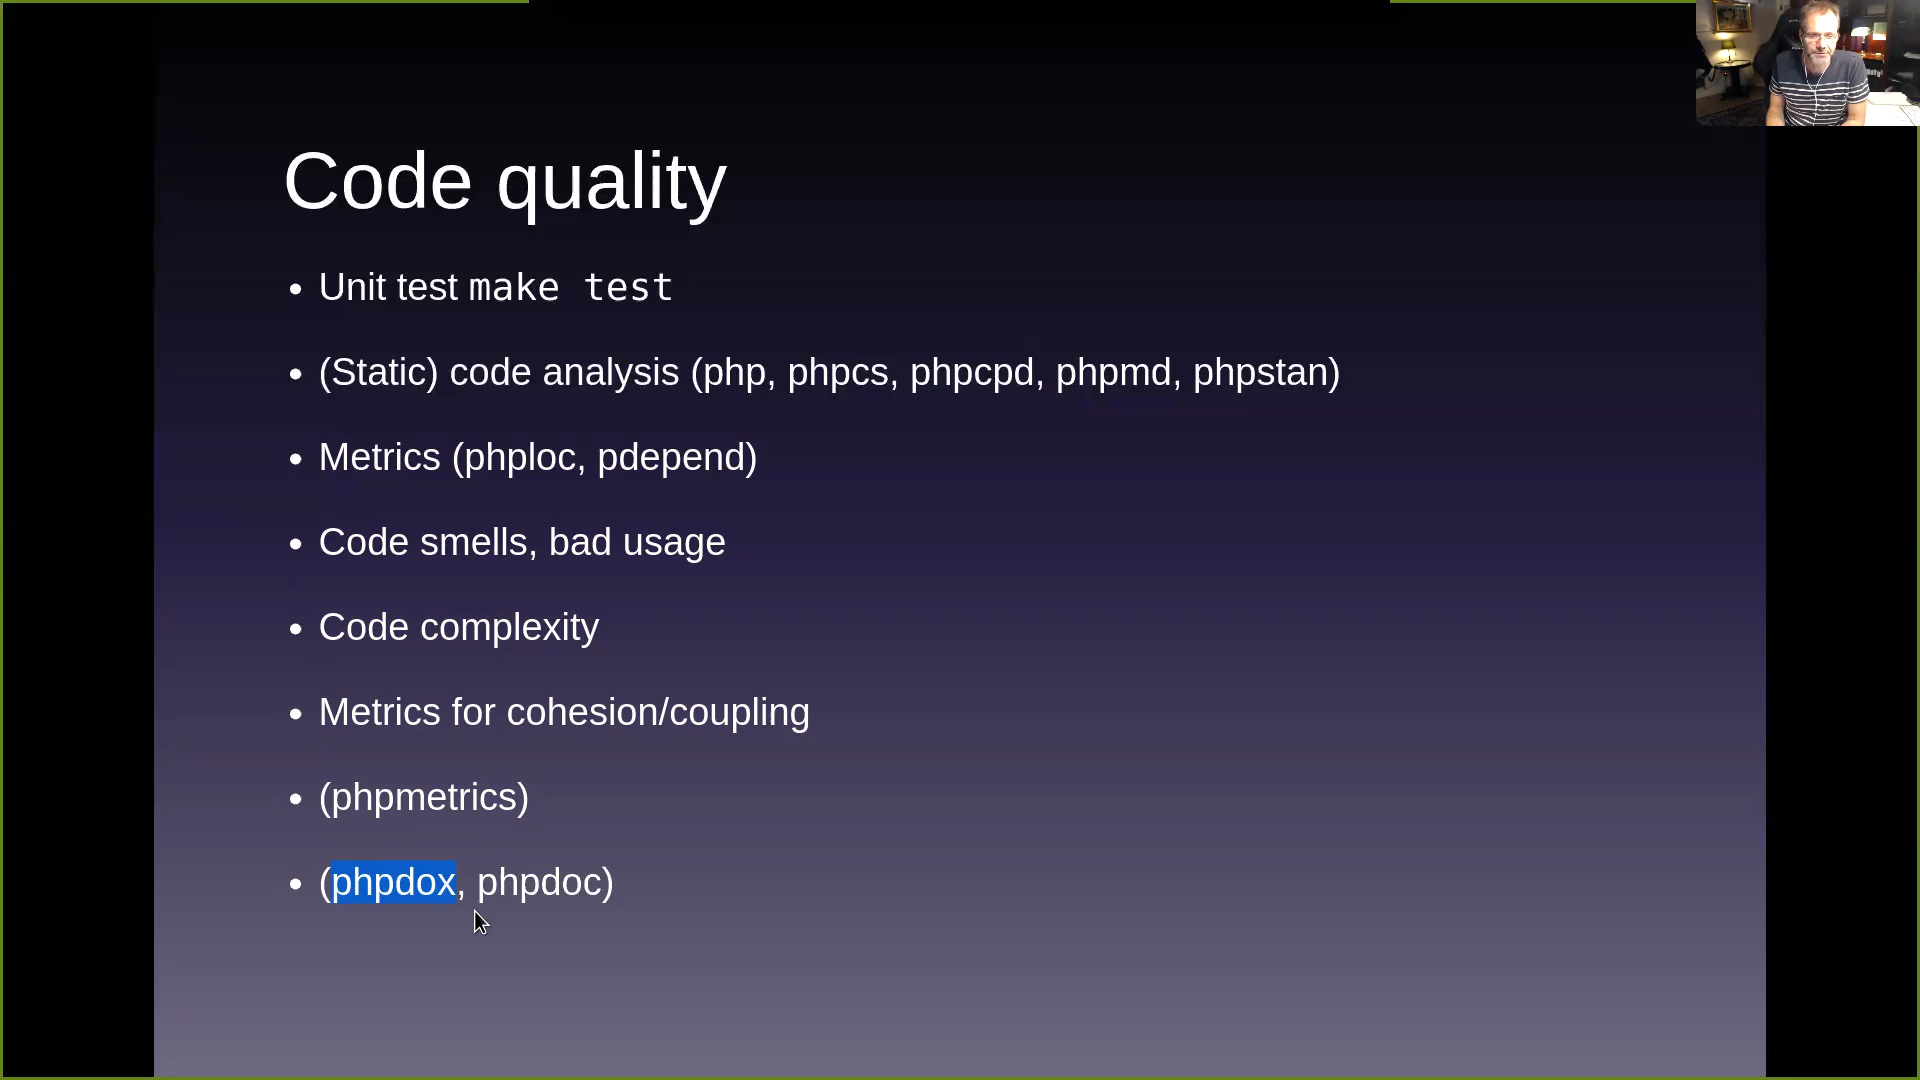 Code quality
• Unit test make test
• (Static) code analysis (php, phpcs, phpcpd, phpmd, phpstan)
• Metrics (phploc, pdepend)
• Code smells, bad usage
• Code complexity
• Metrics for cohesion/coupling
• (phpmetrics)
• (phpdox, phpdoc)